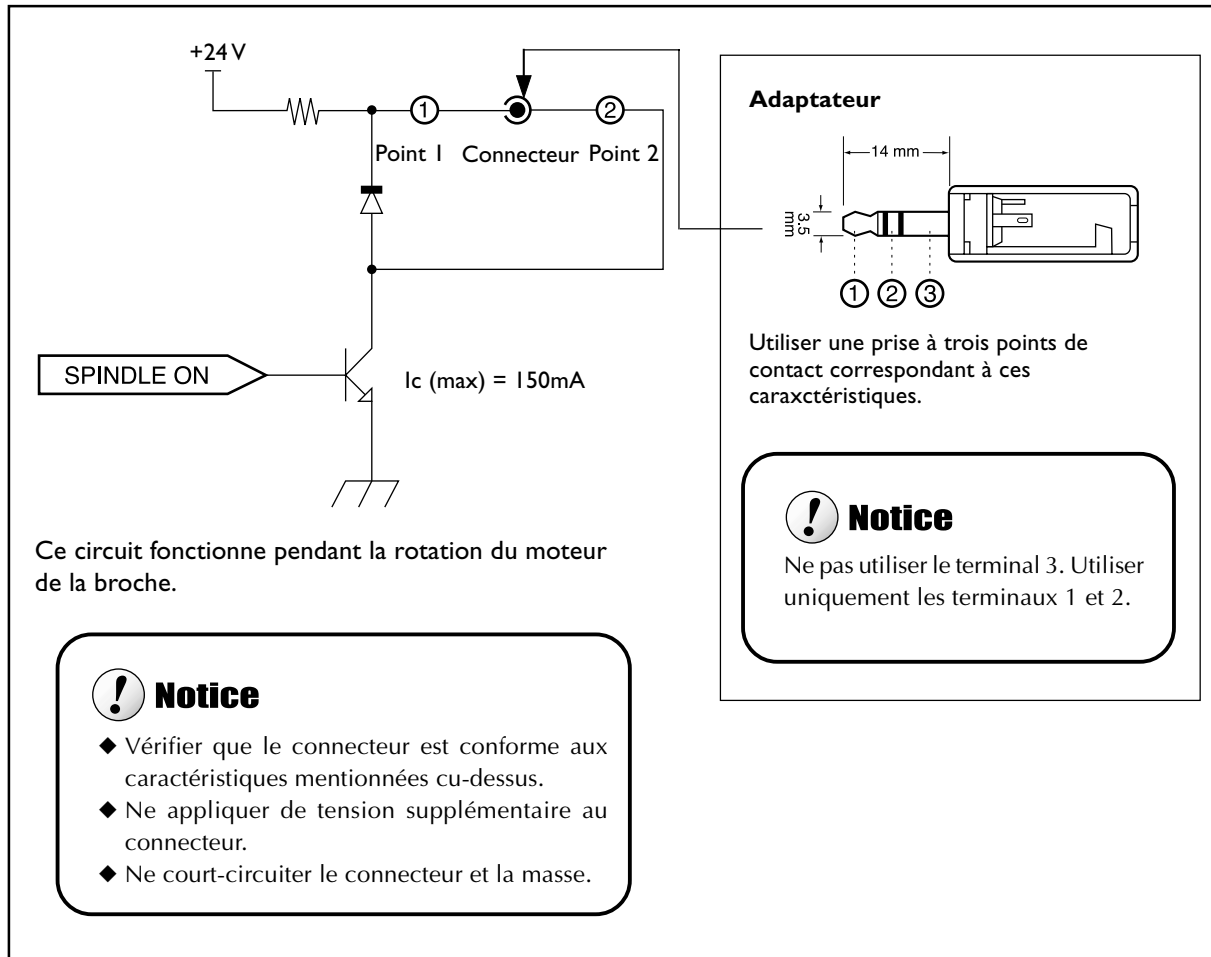 +24 V
1
2
Point 1 Connecteur Point 2
SPINDLE ON
Ic (max) = 150mA
Ce circuit fonctionne pendant la rotation du moteur
de la broche.
! Notice
◆ Vérifier que le connecteur est conforme aux
caractéristiques mentionnées cu-dessus.
◆ Ne appliquer de tension supplémentaire au
connecteur.
◆ Ne court-circuiter le connecteur et la masse.
Adaptateur
14 mm
3.5
mm
1 2 3
Utiliser une prise à trois points de
contact correspondant à ces
caraxctéristiques.
! Notice
Ne pas utiliser le terminal 3. Utiliser
uniquement les terminaux 1 et 2.